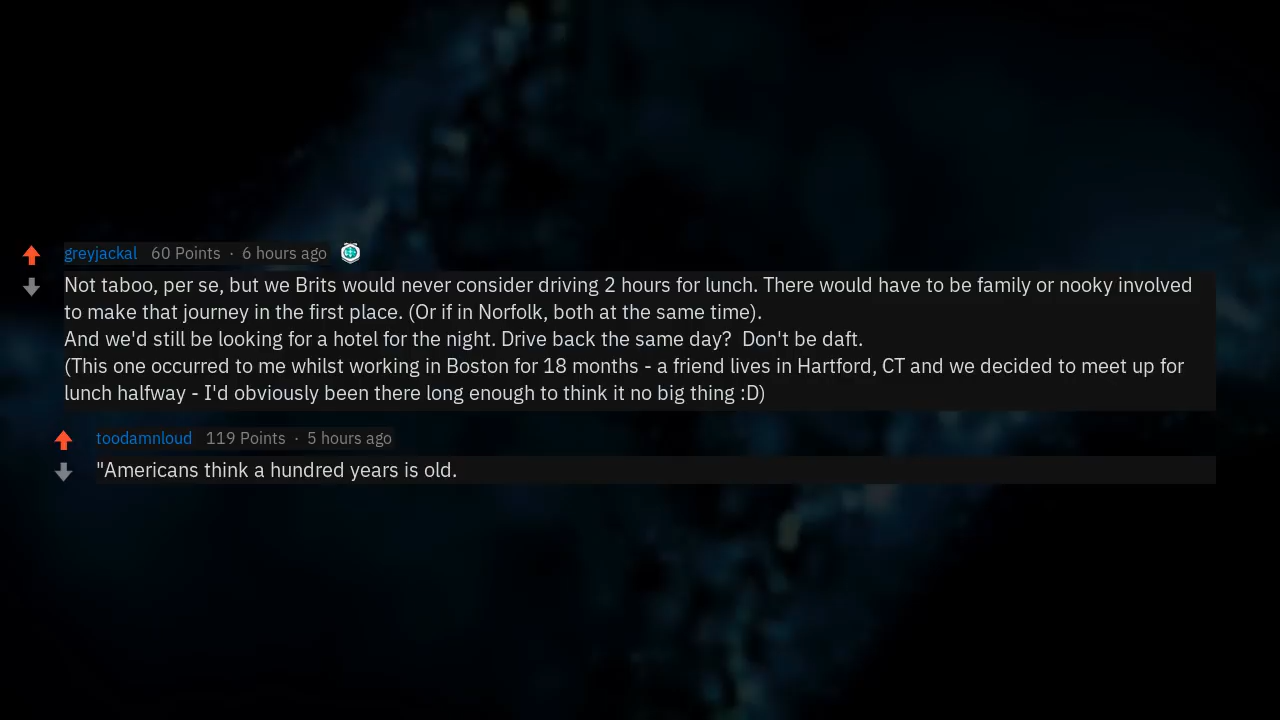 greyjackal 60 Points · 6 hours ago
Not taboo, per se, but we Brits would never consider driving 2 hours for lunch. There would have to be family or nooky involved
to make that journey in the first place. (Or if in Norfolk, both at the same time).
And we'd still be looking for a hotel for the night. Drive back the same day?  Don't be daft.
(This one occurred to me whilst working in Boston for 18 months - a friend lives in Hartford, CT and we decided to meet up for
lunch halfway - I'd obviously been there long enough to think it no big thing :D)
toodamnloud 119 Points · 5 hours ago
"Americans think a hundred years is old.